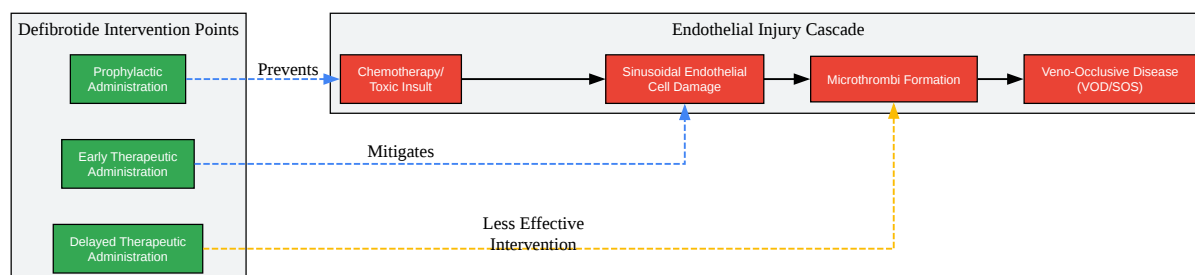 Defibrotide Intervention Points
Endothelial Injury Cascade
Prophylactic
Administration
Prevents
Chemotherapy/
Toxic Insult
Sinusoidal Endothelial
Cell Damage
Microthrombi Formation
Veno-Occlusive Disease
(VOD/SOS)
Early Therapeutic
Administration
Mitigates
Delayed Therapeutic
Administration
Less Effective
Intervention